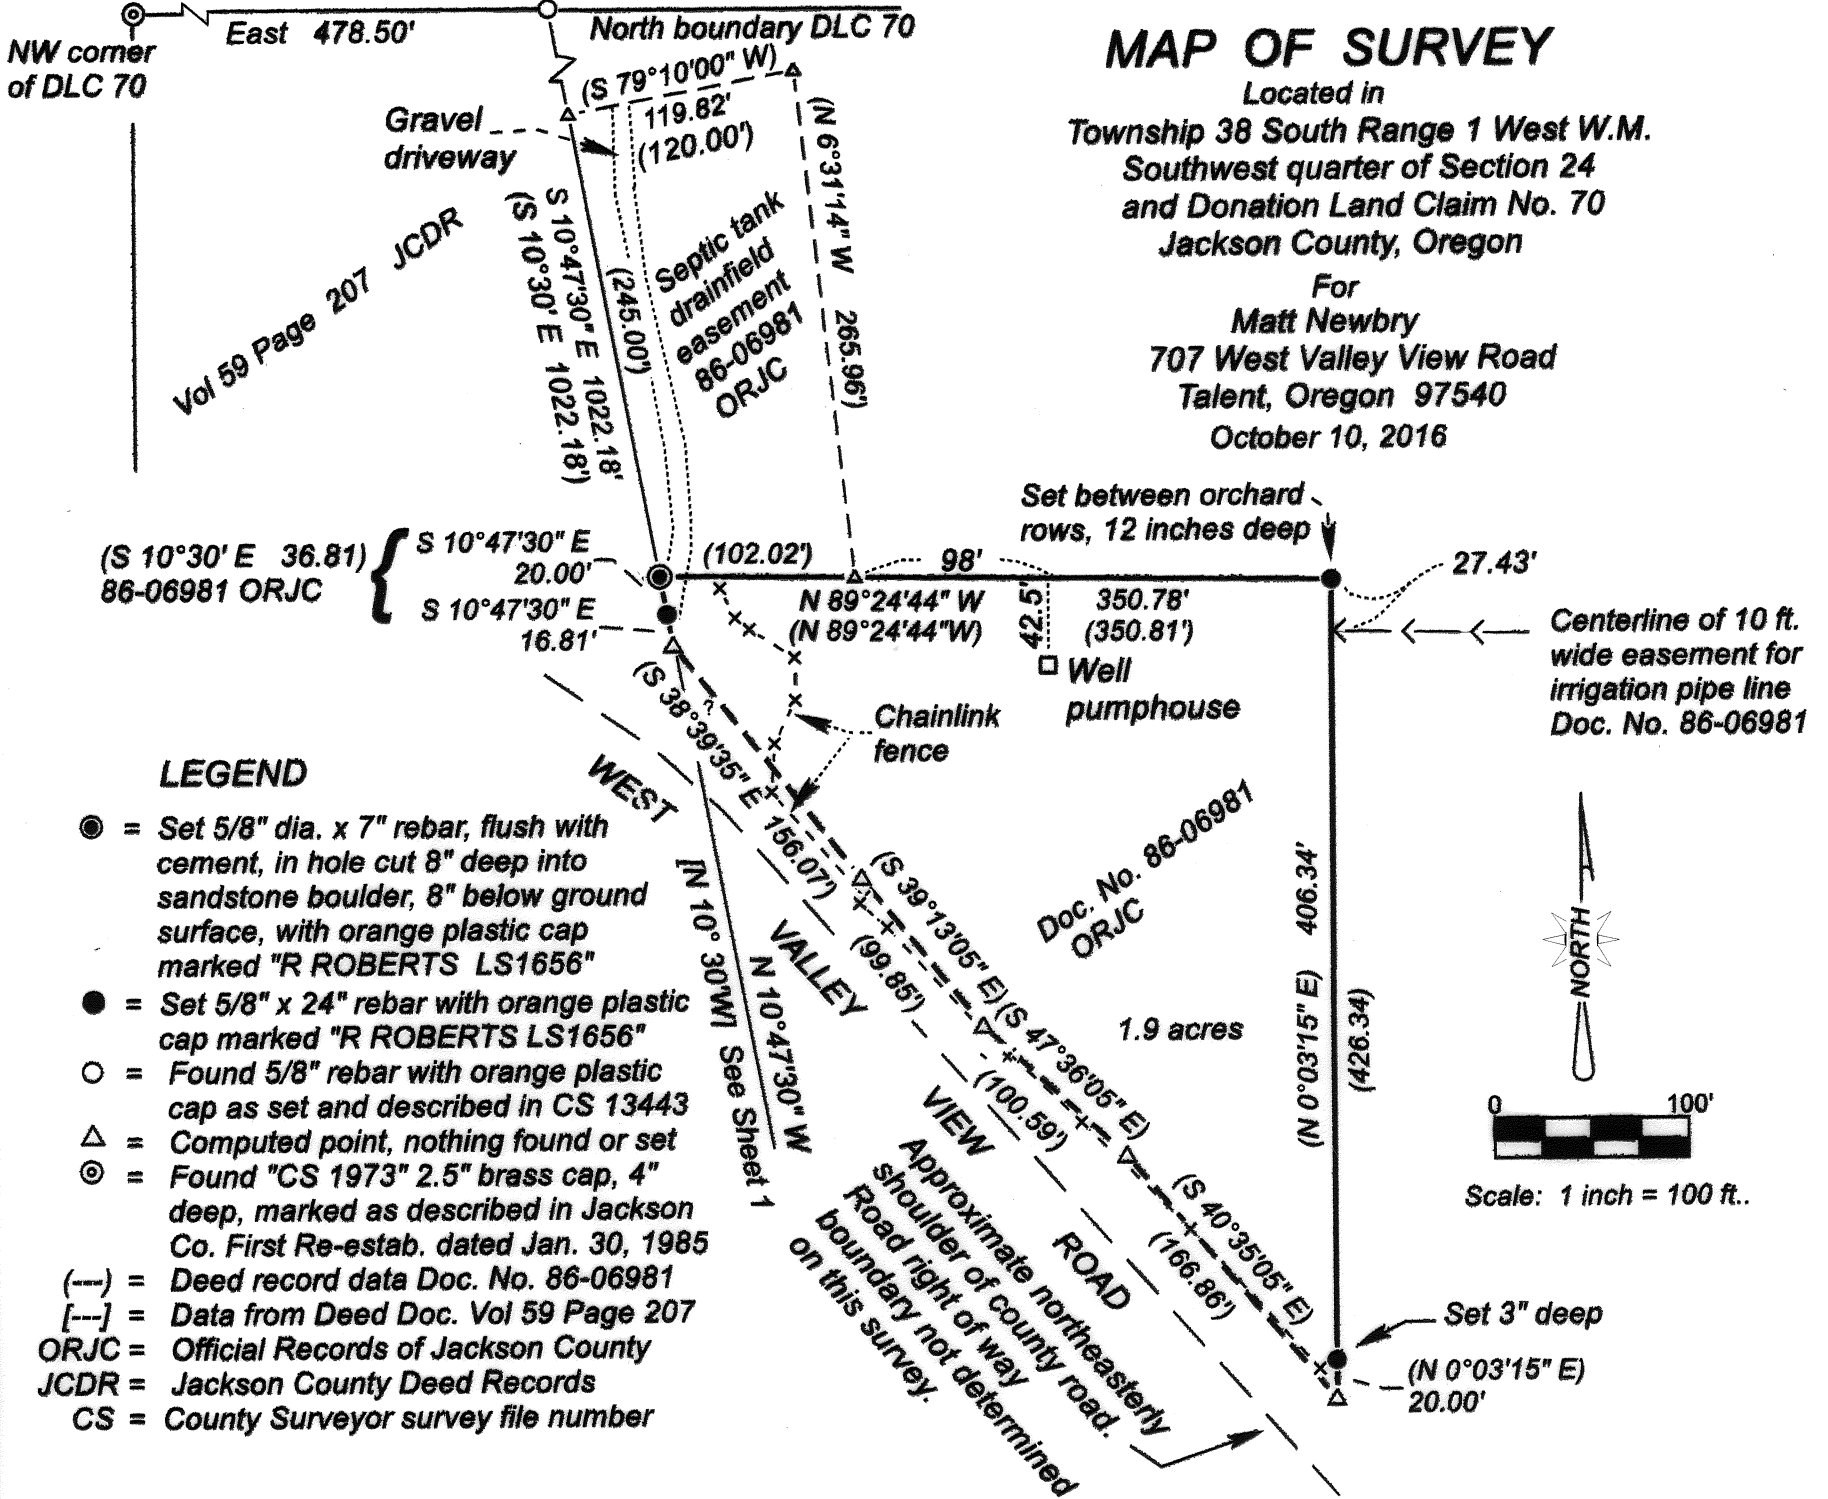 East 478.50'
North boundary DLC 70
NW corner
of DLC 70
MAP OF SURVEY
Located in
Township 38 South Range 1 West W.M.
Southwest quarter of Section 24
and Donation Land Claim No. 70
Jackson County, Oregon
For
Matt Newbry
707 West Valley View Road
Talent, Oregon 97540
October 10, 2016
(S 79°10'00" W)
119.82'
(120.00')
Gravel
driveway
(N 6°31'14" W 265.96')
Vol 59 Page 207 JCDR
S 10°47'30" E 1022.18'
(S 10°30' E 1022.18')
(245.00')
Septic tank
drainfield
easement
86-06981
ORJC
Set between orchard
rows, 12 inches deep
(S 10°30' E 36.81)
86-06981 ORJC
{
S 10°47'30" E
20.00'
S 10°47'30" E
16.81'
(102.02')
98'
27.43'
N 89°24'44" W 350.78'
(N 89°24'44"W) (350.81')
42.5'
Well
pumphouse
Centerline of 10 ft.
wide easement for
irrigation pipe line
Doc. No. 86-06981
?
Chainlink
fence
(S 38°39'35" E 156.07')
(S 39°13'05" E)
(99.85')
(S 47°36'05" E)
(100.59')
(S 40°35'05" E)
(166.86')
WEST
VALLEY
VIEW
ROAD
[N 10° 30'W] See Sheet 1
N 10°47'30" W
Doc. No. 86-06981
ORJC
1.9 acres
(N 0°03'15" E) 406.34'
(426.34)
NORTH
0 100'
Scale: 1 inch = 100 ft..
Approximate northeasterly
shoulder of county road.
Road right of way
boundary not determined
on this survey.
Set 3" deep
(N 0°03'15" E)
20.00'
LEGEND
= Set 5/8" dia. x 7" rebar, flush with
cement, in hole cut 8" deep into
sandstone boulder, 8" below ground
surface, with orange plastic cap
marked "R ROBERTS LS1656"
= Set 5/8" x 24" rebar with orange plastic
cap marked "R ROBERTS LS1656"
= Found 5/8" rebar with orange plastic
cap as set and described in CS 13443
= Computed point, nothing found or set
= Found "CS 1973" 2.5" brass cap, 4"
deep, marked as described in Jackson
Co. First Re-estab. dated Jan. 30, 1985
(---) = Deed record data Doc. No. 86-06981
[---] = Data from Deed Doc. Vol 59 Page 207
ORJC = Official Records of Jackson County
JCDR = Jackson County Deed Records
CS = County Surveyor survey file number